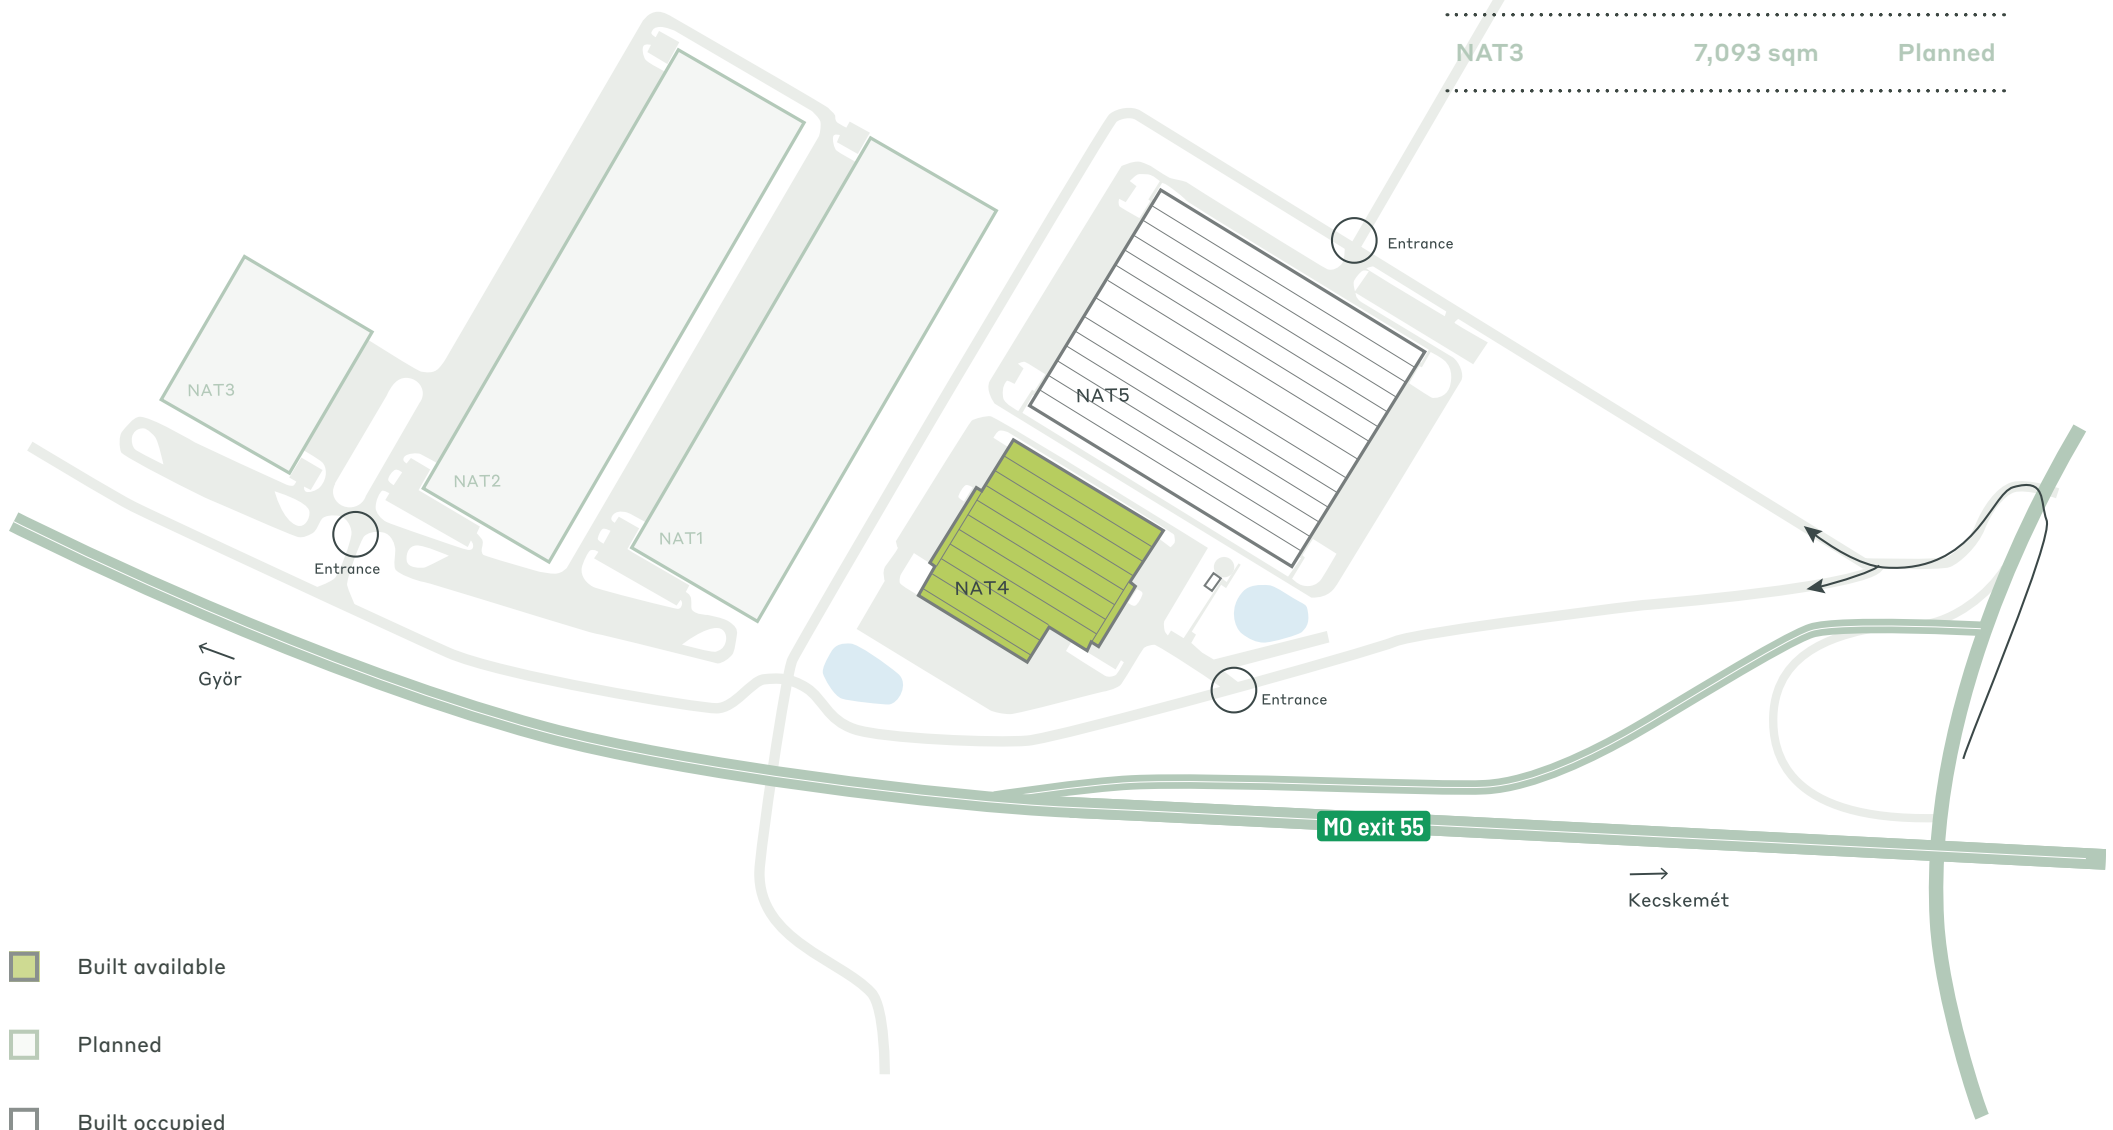 NAT3 7,093 sqm Planned
Entrance
NAT3
NAT5
NAT2
NAT1
Entrance
NAT4
Györ
Entrance
M0 exit 55
Kecskemét
Built available
Planned
Built occupied